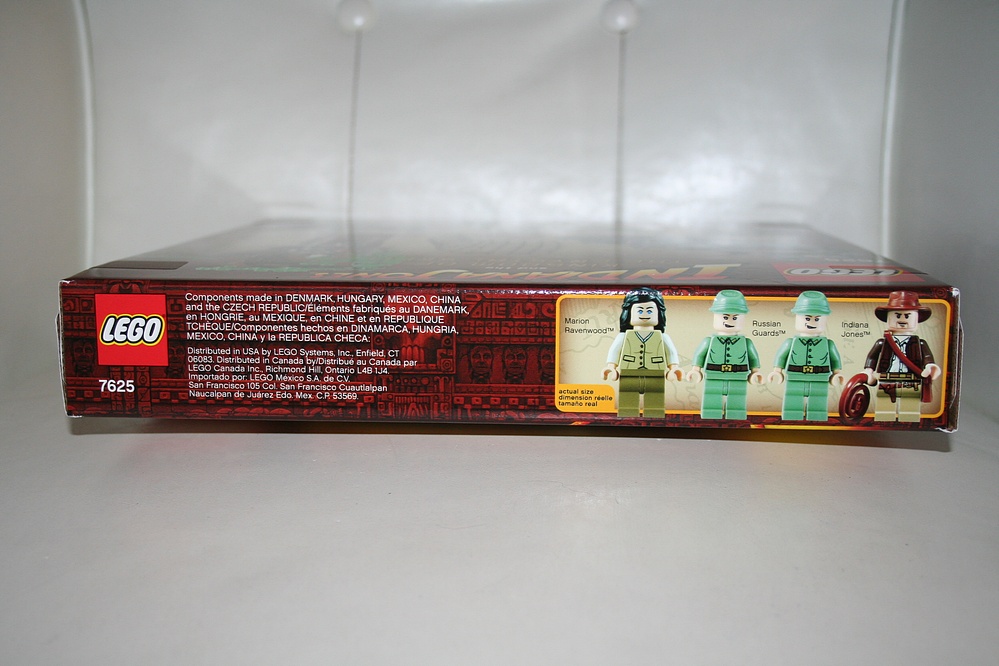 INDIANA JONES
LEGO
LEGO
7625
Components made in DENMARK, HUNGARY, MEXICO, CHINA
and the CZECH REPUBLIC/Éléments fabriqués au DANEMARK,
en HONGRIE, au MEXIQUE, en CHINE et en REPUBLIQUE
TCHÈQUE/Componentes hechos en DINAMARCA, HUNGRIA,
MEXICO, CHINA y la REPUBLICA CHECA:
Distributed in USA by LEGO Systems, Inc., Enfield, CT
06083. Distributed in Canada/Distribué au Canada par
LEGO Canada Inc., Richmond Hill, Ontario L4B 1J4.
Importado por: LEGO México S.A. de CV.
San Francisco 105 Col. San Francisco Cuautlalpan
Naucalpan de Juárez Edo. Mex. C.P. 53569.
Marion
Ravenwood™
Russian
Guards™
Indiana
Jones™
actual size
dimension réelle
tamaño real